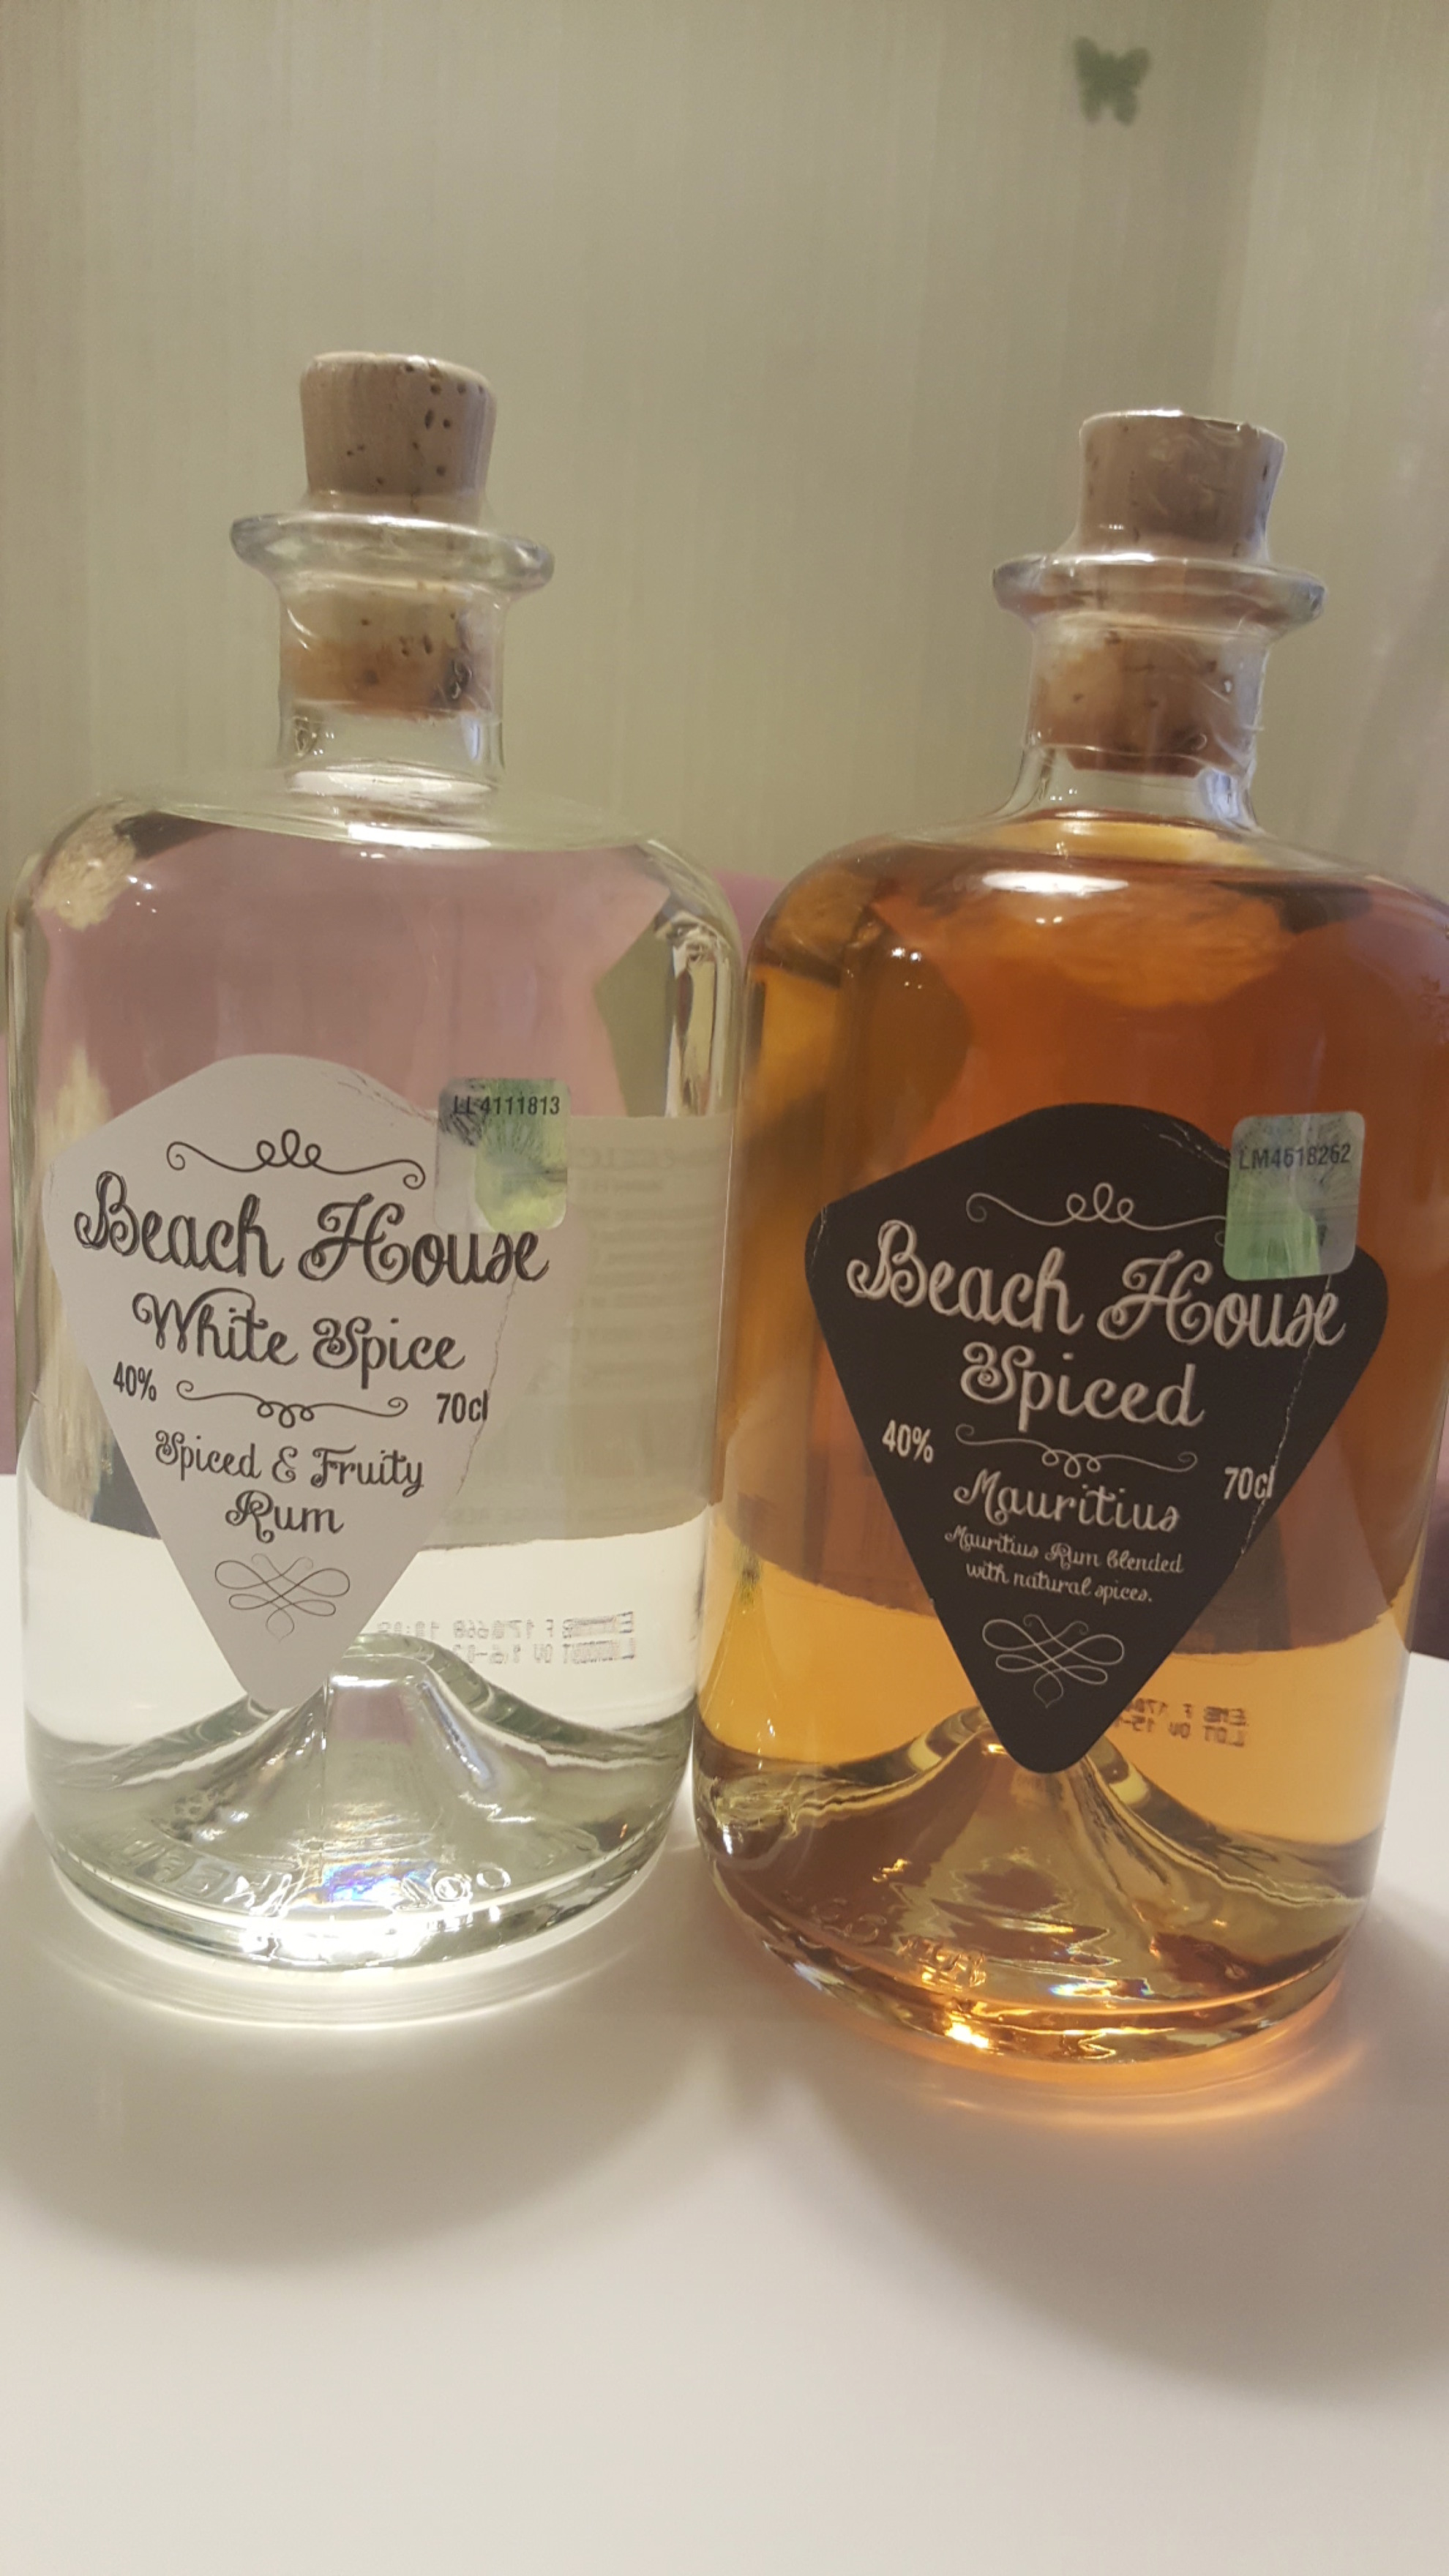 LL4111813
Beach House
White Spice
40%
70cl
Spiced & Fruity
Rum
LM4618262
Beach House
Spiced
40%
70cl
Mauritius
Mauritius Rum blended
with natural spices.